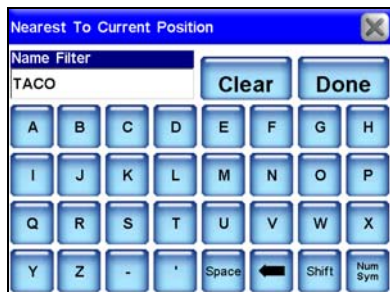 Nearest To Current Position
Name Filter
TACO
Clear Done
A B C D E F G H
I J K L M N O P
Q R S T U V W X
Y Z - ' Space Shift Num Sym